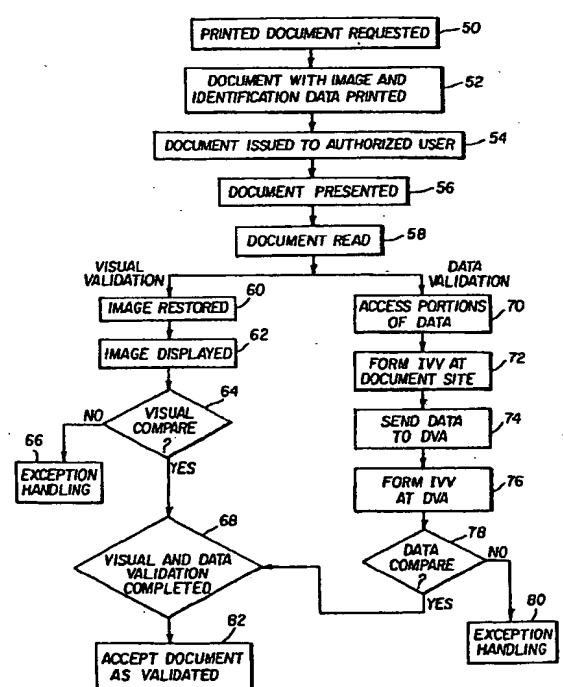 PRINTED DOCUMENT REQUESTED
50
DOCUMENT WITH IMAGE AND
IDENTIFICATION DATA PRINTED
52
DOCUMENT ISSUED TO AUTHORIZED USER
54
DOCUMENT PRESENTED
56
DOCUMENT READ
58
VISUAL
VALIDATION
60
IMAGE RESTORED
62
IMAGE DISPLAYED
64
VISUAL
COMPARE
?
NO
66
EXCEPTION
HANDLING
YES
DATA
VALIDATION
ACCESS PORTIONS
OF DATA
70
FORM IVV AT
DOCUMENT SITE
72
SEND DATA
TO DVA
74
FORM IVV
AT DVA
76
78
DATA
COMPARE
?
NO
80
EXCEPTION
HANDLING
YES
68
VISUAL AND DATA
VALIDATION
COMPLETED
82
ACCEPT DOCUMENT
AS VALIDATED